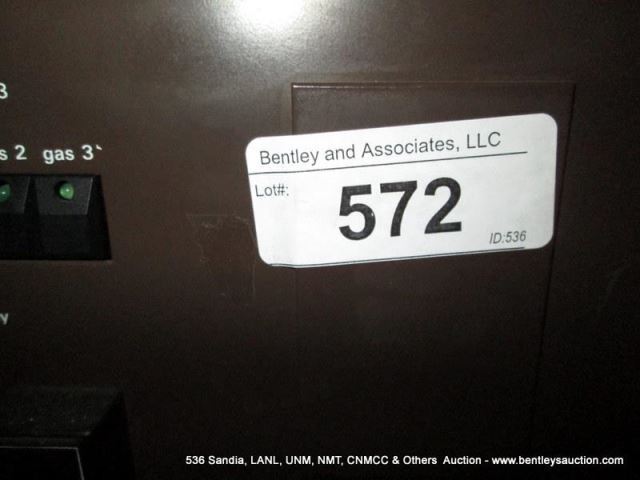 3
s 2 gas 3
Bentley and Associates, LLC
Lot#:
572
ID:536
y
536 Sandia, LANL, UNM, NMT, CNMCC & Others Auction - www.bentleysauction.com